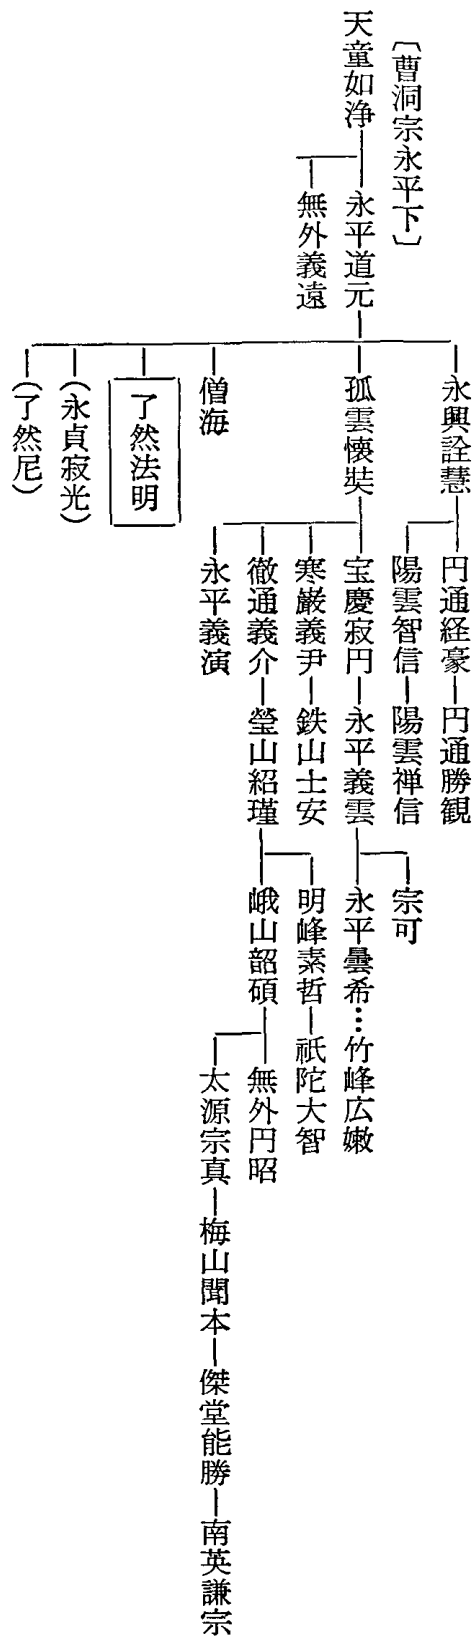 〔曹洞宗永平下〕
永興詮慧―円通経豪―円通勝観
陽雲智信―陽雲禅信
宗可
天童如浄―永平道元―孤雲懐奘―宝慶寂円―永平義雲―永平曇希…竹峰広嫩
無外義遠
寒巌義尹―鉄山士安
明峰素哲―祇陀大智
徹通義介―瑩山紹瑾―峨山韶碩―無外円昭
永平義演
太源宗真―梅山聞本―傑堂能勝―南英謙宗
僧海
了然法明
(永貞寂光)
(了然尼)